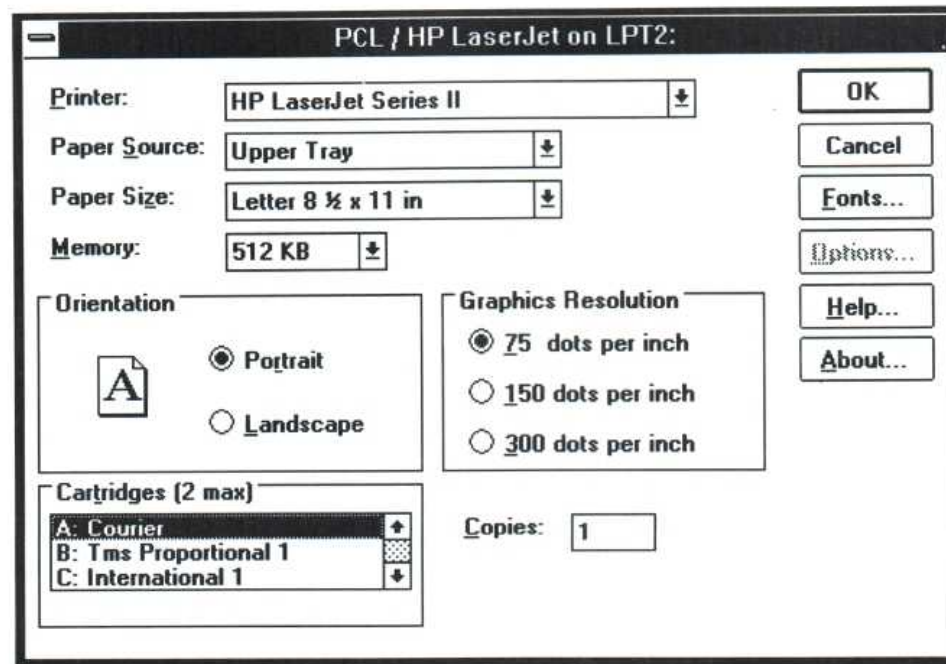 PCL / HP LaserJet on LPT2:
Printer: HP LaserJet Series II
OK
Paper Source: Upper Tray
Cancel
Paper Size: Letter 8 ½ x 11 in
Fonts...
Memory: 512 KB
Options...
Orientation
A
Portrait
Landscape
Graphics Resolution
75 dots per inch
150 dots per inch
300 dots per inch
Help...
About...
Cartridges (2 max)
A: Courier
B: Tms Proportional 1
C: International 1
Copies: 1